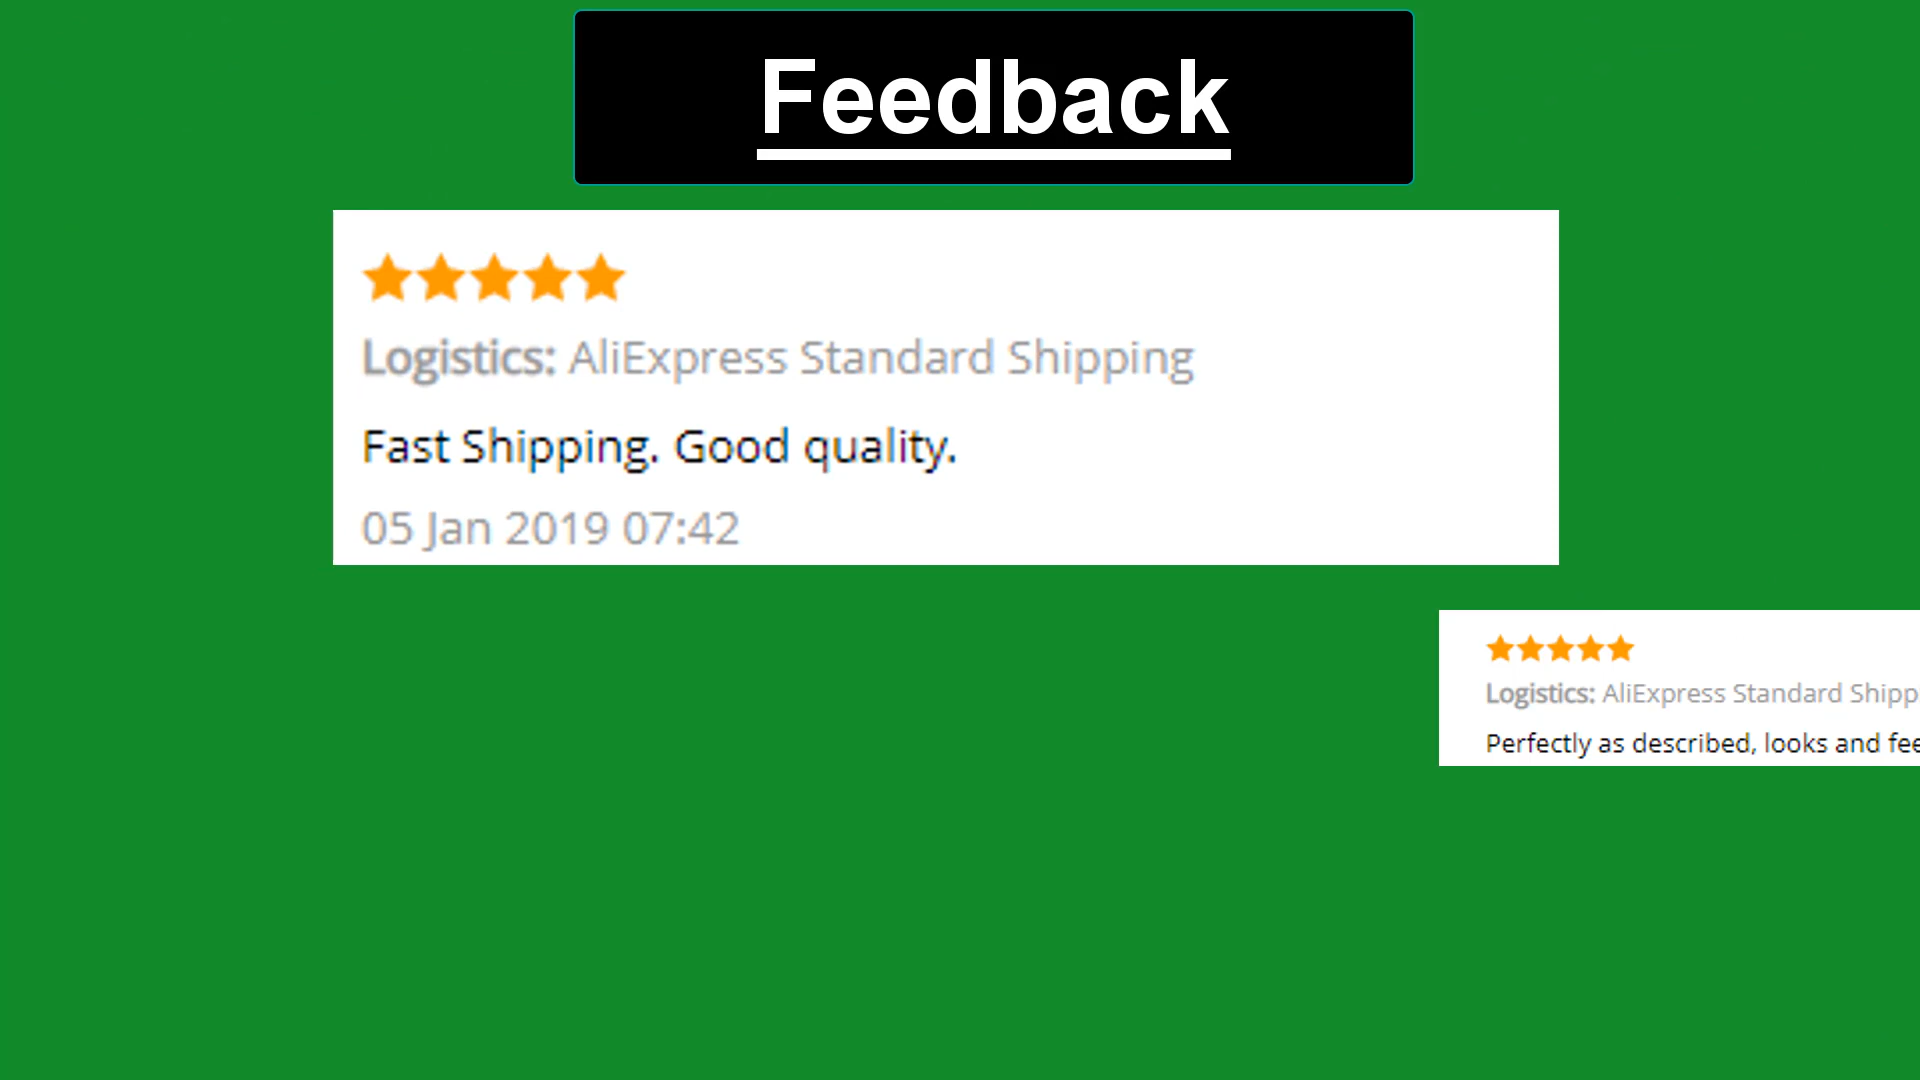 Feedback
Logistics: AliExpress Standard Shipping
Fast Shipping. Good quality.
05 Jan 2019 07:42
Logistics: AliExpress Standard
Perfectly as described, looks and